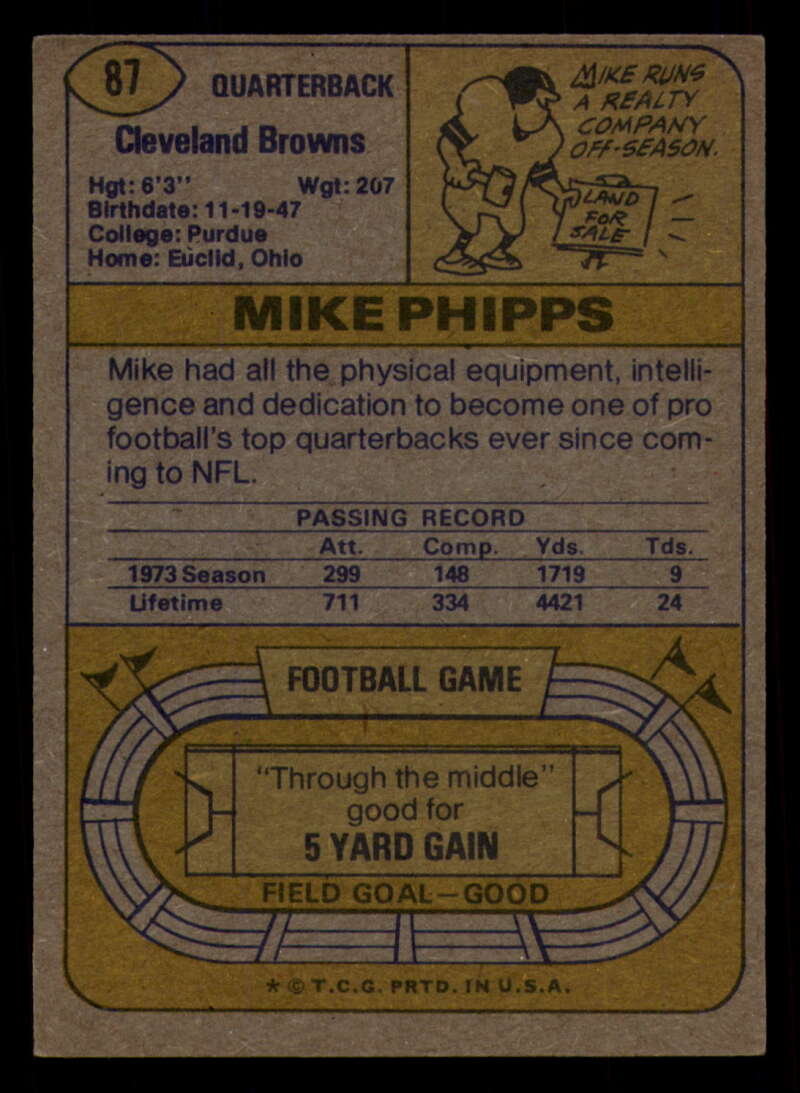 87
QUARTERBACK
Cleveland Browns
Hgt: 6'3" Wgt: 207
Birthdate: 11-19-47
College: Purdue
Home: Euclid, Ohio
MIKE RUNS
A REALTY
COMPANY
OFF-SEASON.
LAND
FOR
SALE
MIKE PHIPPS
Mike had all the physical equipment, intelli-
gence and dedication to become one of pro
football's top quarterbacks ever since com-
ing to NFL.
PASSING RECORD
Att. Comp. Yds. Tds.
1973 Season 299 148 1719 9
Lifetime 711 334 4421 24
FOOTBALL GAME
"Through the middle"
good for
5 YARD GAIN
FIELD GOAL—GOOD
* © T.C.G. PRTD. IN U.S.A.